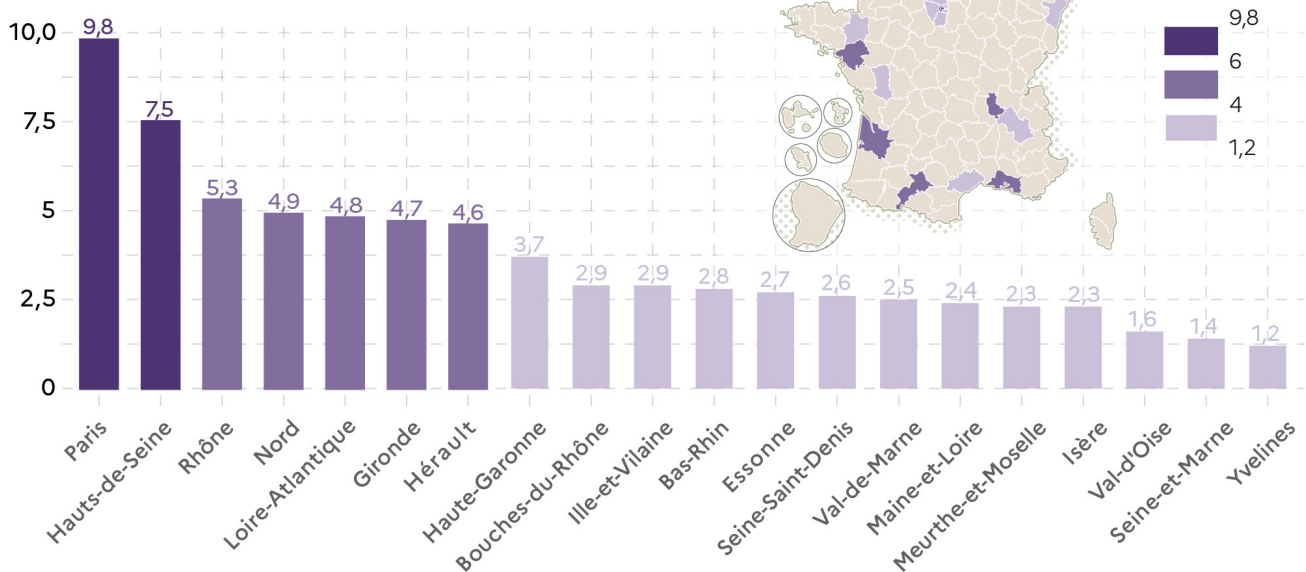 10,0
7,5
5
2,5
0
9,8
7,5
5,3
4,9
4,8
4,7
4,6
3,7
2,9
2,9
2,8
2,7
2,6
2,5
2,4
2,3
2,3
1,6
1,4
1,2
Paris
Hauts-de-Seine
Rhône
Nord
Loire-Atlantique
Gironde
Hérault
Haute-Garonne
Bouches-du-Rhône
Ille-et-Vilaine
Bas-Rhin
Essonne
Seine-Saint-Denis
Val-de-Marne
Maine-et-Loire
Meurthe-et-Moselle
Isère
Val-d'Oise
Seine-et-Marne
Yvelines
9,8
6
4
1,2